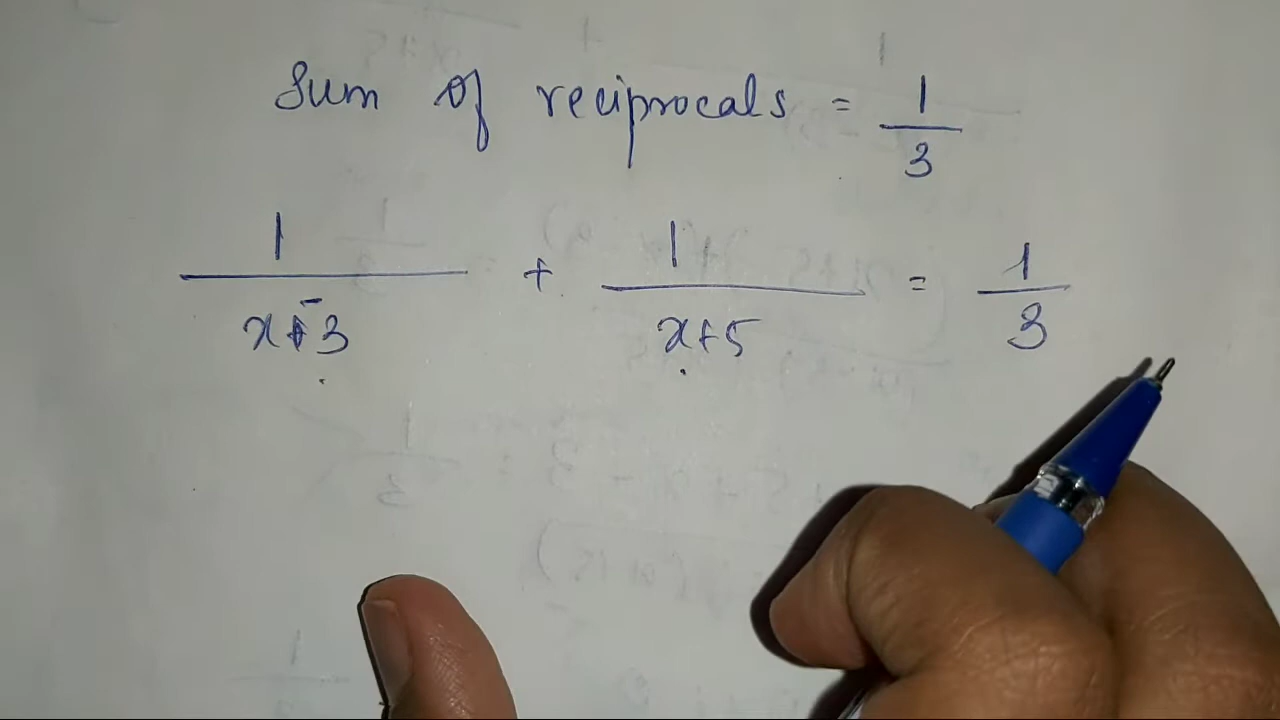 Sum of reciprocals = 1/3
1/(x-3) + 1/(x+5) = 1/3